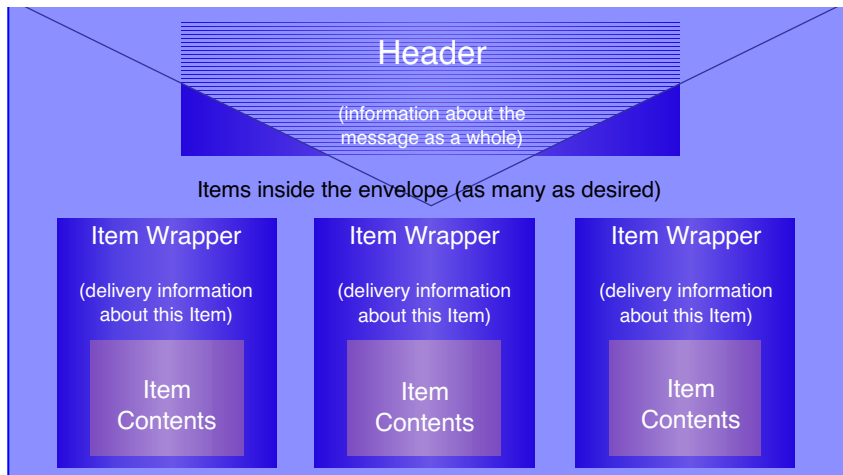 Header
(information about the
message as a whole)
Items inside the envelope (as many as desired)
Item Wrapper
(delivery information
about this Item)
Item
Contents
Item Wrapper
(delivery information
about this Item)
Item
Contents
Item Wrapper
(delivery information
about this Item)
Item
Contents